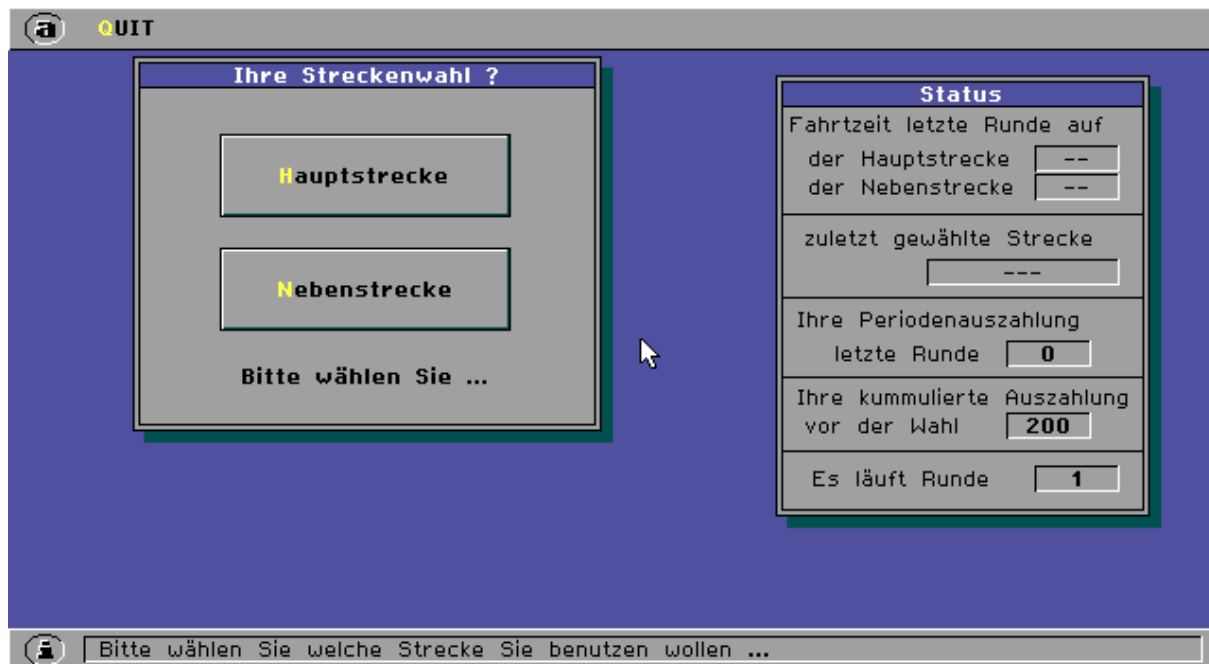 a QUIT
Ihre Streckenwahl ?
Hauptstrecke
Nebenstrecke
Bitte wählen Sie ...
Status
Fahrtzeit letzte Runde auf
der Hauptstrecke --
der Nebenstrecke --
zuletzt gewählte Strecke
---
Ihre Periodenauszahlung
letzte Runde 0
Ihre kummulierte Auszahlung
vor der Wahl 200
Es läuft Runde 1
i Bitte wählen Sie welche Strecke Sie benutzen wollen ...